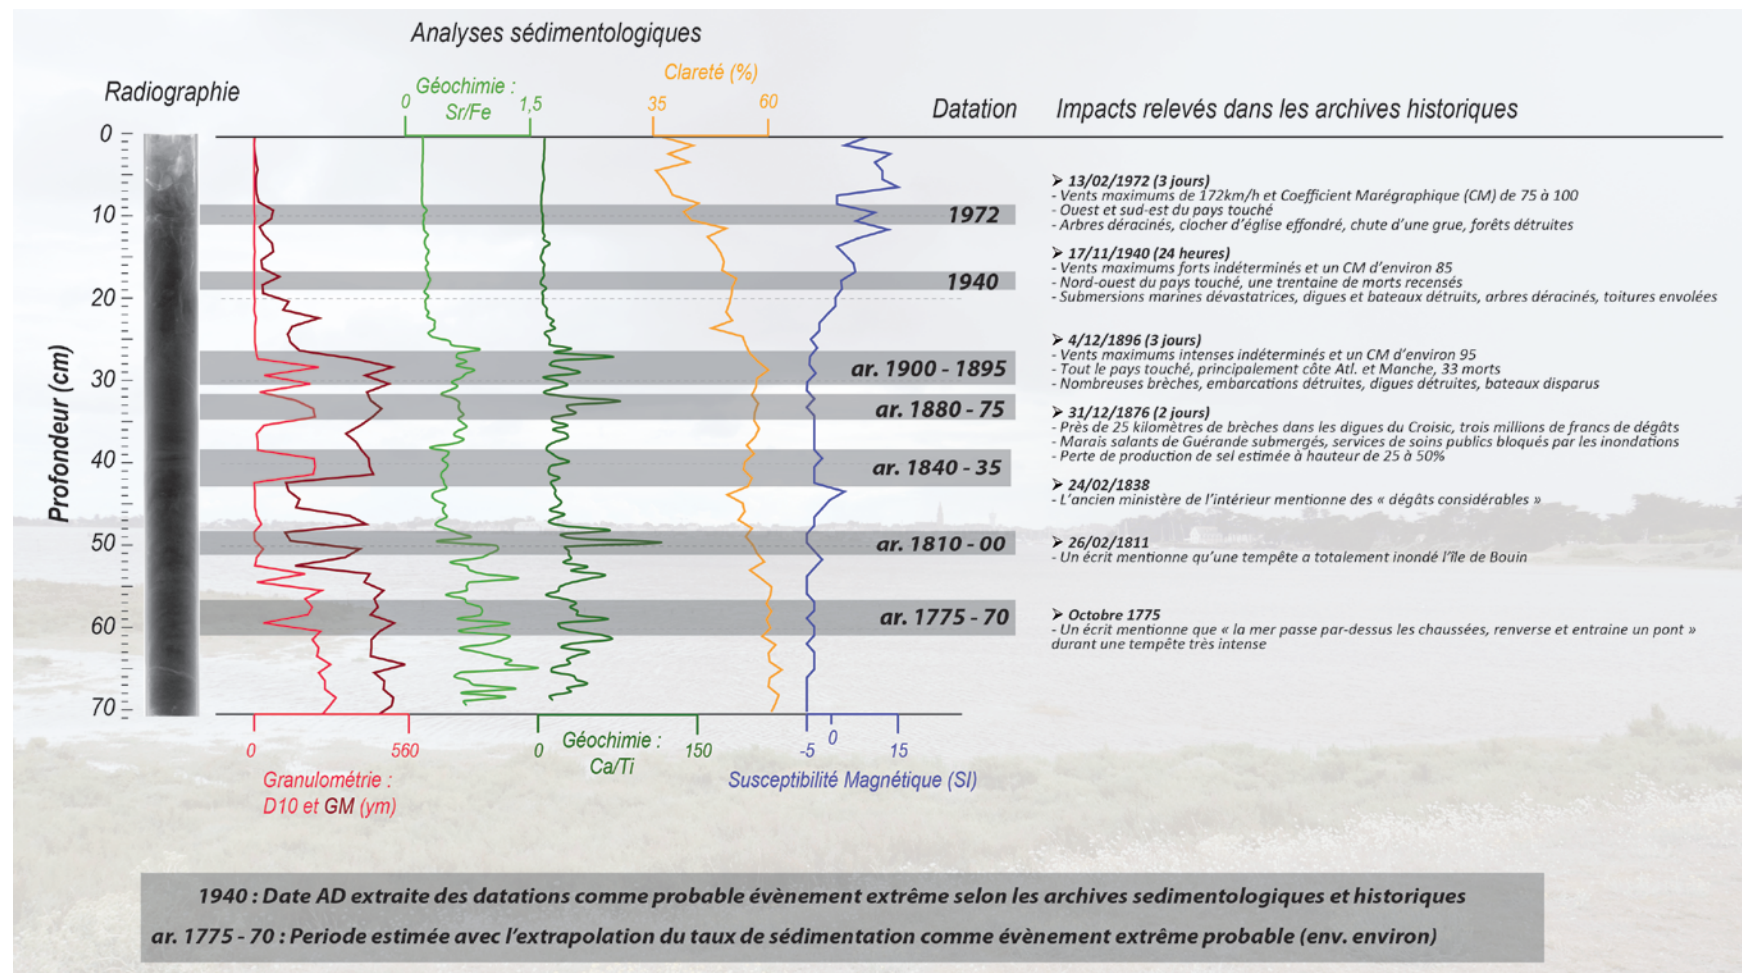 Analyses sédimentologiques
Radiographie
Géochimie :
Sr/Fe
0
1,5
Clareté (%)
35
60
Datation
Impacts relevés dans les archives historiques
Profondeur (cm)
0
10
20
30
40
50
60
70
1972
1940
ar. 1900 - 1895
ar. 1880 - 75
ar. 1840 - 35
ar. 1810 - 00
ar. 1775 - 70
➢ 13/02/1972 (3 jours)
- Vents maximums de 172km/h et Coefficient Marégraphique (CM) de 75 à 100
- Ouest et sud-est du pays touché
- Arbres déracinés, clocher d'église effondré, chute d'une grue, forêts détruites
➢ 17/11/1940 (24 heures)
- Vents maximums forts indéterminés et un CM d'environ 85
- Nord-ouest du pays touché, une trentaine de morts recensés
- Submersions marines dévastatrices, digues et bateaux détruits, arbres déracinés, toitures envolées
➢ 4/12/1896 (3 jours)
- Vents maximums intenses indéterminés et un CM d'environ 95
- Tout le pays touché, principalement côte Atl. et Manche, 33 morts
- Nombreuses brèches, embarcations détruites, digues détruites, bateaux disparus
➢ 31/12/1876 (2 jours)
- Près de 25 kilomètres de brèches dans les digues du Croisic, trois millions de francs de dégâts
- Marais salants de Guérande submergés, services de soins publics bloqués par les inondations
- Perte de production de sel estimée à hauteur de 25 à 50%
➢ 24/02/1838
- L'ancien ministère de l'intérieur mentionne des « dégâts considérables »
➢ 26/02/1811
- Un écrit mentionne qu'une tempête a totalement inondé l'île de Bouin
➢ Octobre 1775
- Un écrit mentionne que « la mer passe par-dessus les chaussées, renverse et entraine un pont »
durant une tempête très intense
0
560
Granulométrie :
D10 et GM (ym)
0
150
Géochimie :
Ca/Ti
-5
0
15
Susceptibilité Magnétique (SI)
1940 : Date AD extraite des datations comme probable évènement extrême selon les archives sedimentologiques et historiques
ar. 1775 - 70 : Periode estimée avec l'extrapolation du taux de sédimentation comme évènement extrême probable (env. environ)